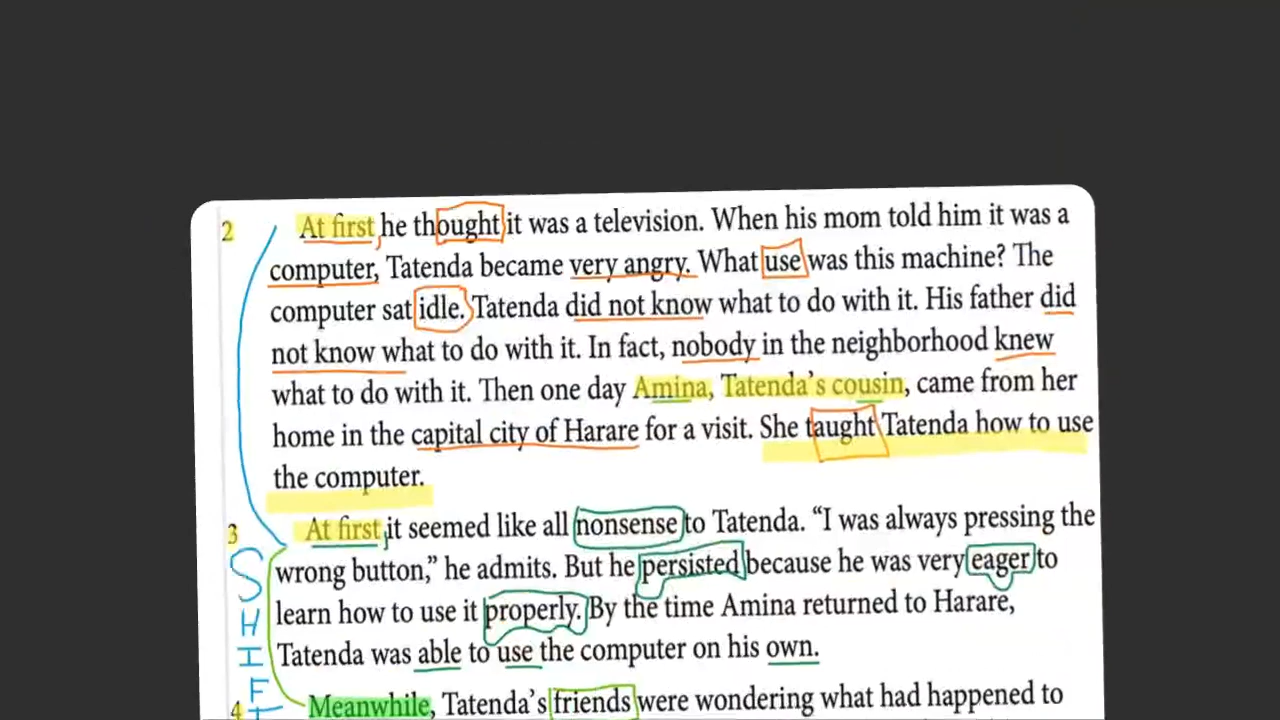 2 At first, he thought it was a television. When his mom told him it was a
computer, Tatenda became very angry. What use was this machine? The
computer sat idle. Tatenda did not know what to do with it. His father did
not know what to do with it. In fact, nobody in the neighborhood knew
what to do with it. Then one day Amina, Tatenda's cousin, came from her
home in the capital city of Harare for a visit. She taught Tatenda how to use
the computer.
3 At first, it seemed like all nonsense to Tatenda. “I was always pressing the
wrong button,” he admits. But he persisted because he was very eager to
learn how to use it properly. By the time Amina returned to Harare,
Tatenda was able to use the computer on his own.
4 Meanwhile, Tatenda's friends were wondering what had happened to
SHIFT